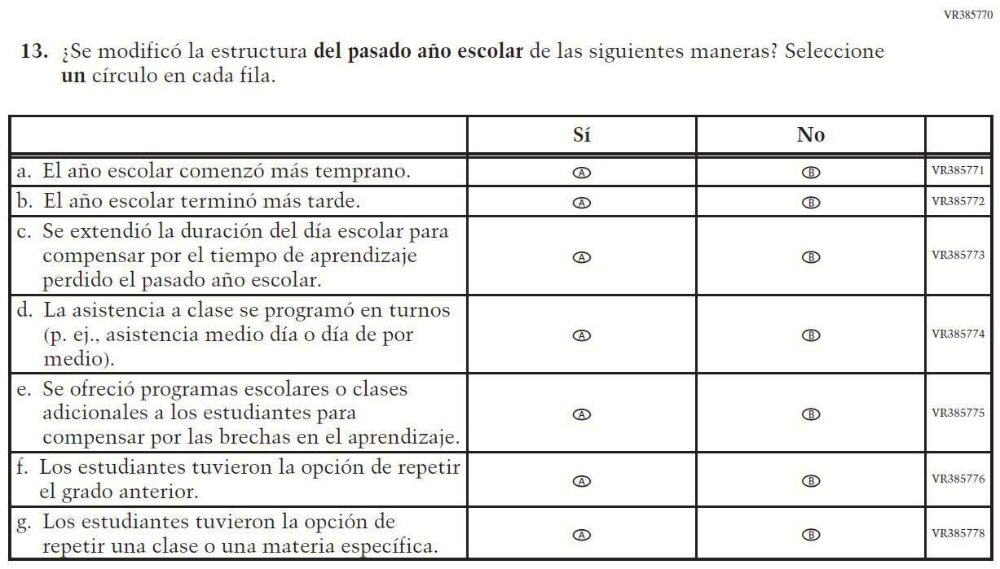 VR385770
13. ¿Se modificó la estructura del pasado año escolar de las siguientes maneras? Seleccione
un círculo en cada fila.
Sí No
a. El año escolar comenzó más temprano. A B VR385771
b. El año escolar terminó más tarde. A B VR385772
c. Se extendió la duración del día escolar para
compensar por el tiempo de aprendizaje A B VR385773
perdido el pasado año escolar.
d. La asistencia a clase se programó en turnos
(p. ej., asistencia medio día o día de por A B VR385774
medio).
e. Se ofreció programas escolares o clases
adicionales a los estudiantes para A B VR385775
compensar por las brechas en el aprendizaje.
f. Los estudiantes tuvieron la opción de repetir A B VR385776
el grado anterior.
g. Los estudiantes tuvieron la opción de A B VR385778
repetir una clase o una materia específica.